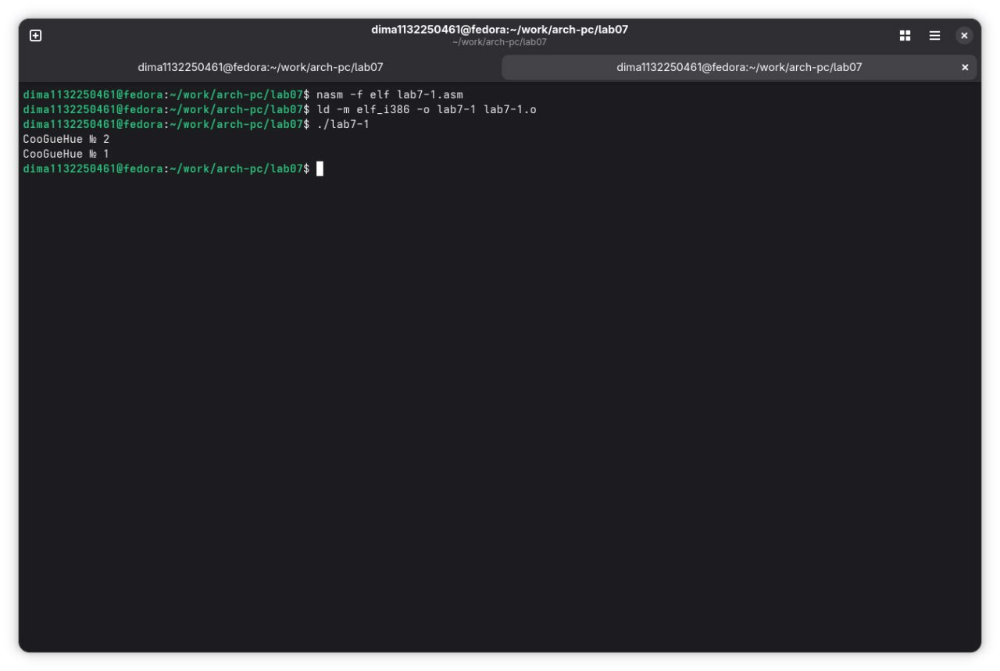 dima1132250461@fedora:~/work/arch-pc/lab07
~/work/arch-pc/lab07
dima1132250461@fedora:~/work/arch-pc/lab07
dima1132250461@fedora:~/work/arch-pc/lab07
dima1132250461@fedora:~/work/arch-pc/lab07$ nasm -f elf lab7-1.asm
dima1132250461@fedora:~/work/arch-pc/lab07$ ld -m elf_i386 -o lab7-1 lab7-1.o
dima1132250461@fedora:~/work/arch-pc/lab07$ ./lab7-1
CooGueHue № 2
CooGueHue № 1
dima1132250461@fedora:~/work/arch-pc/lab07$